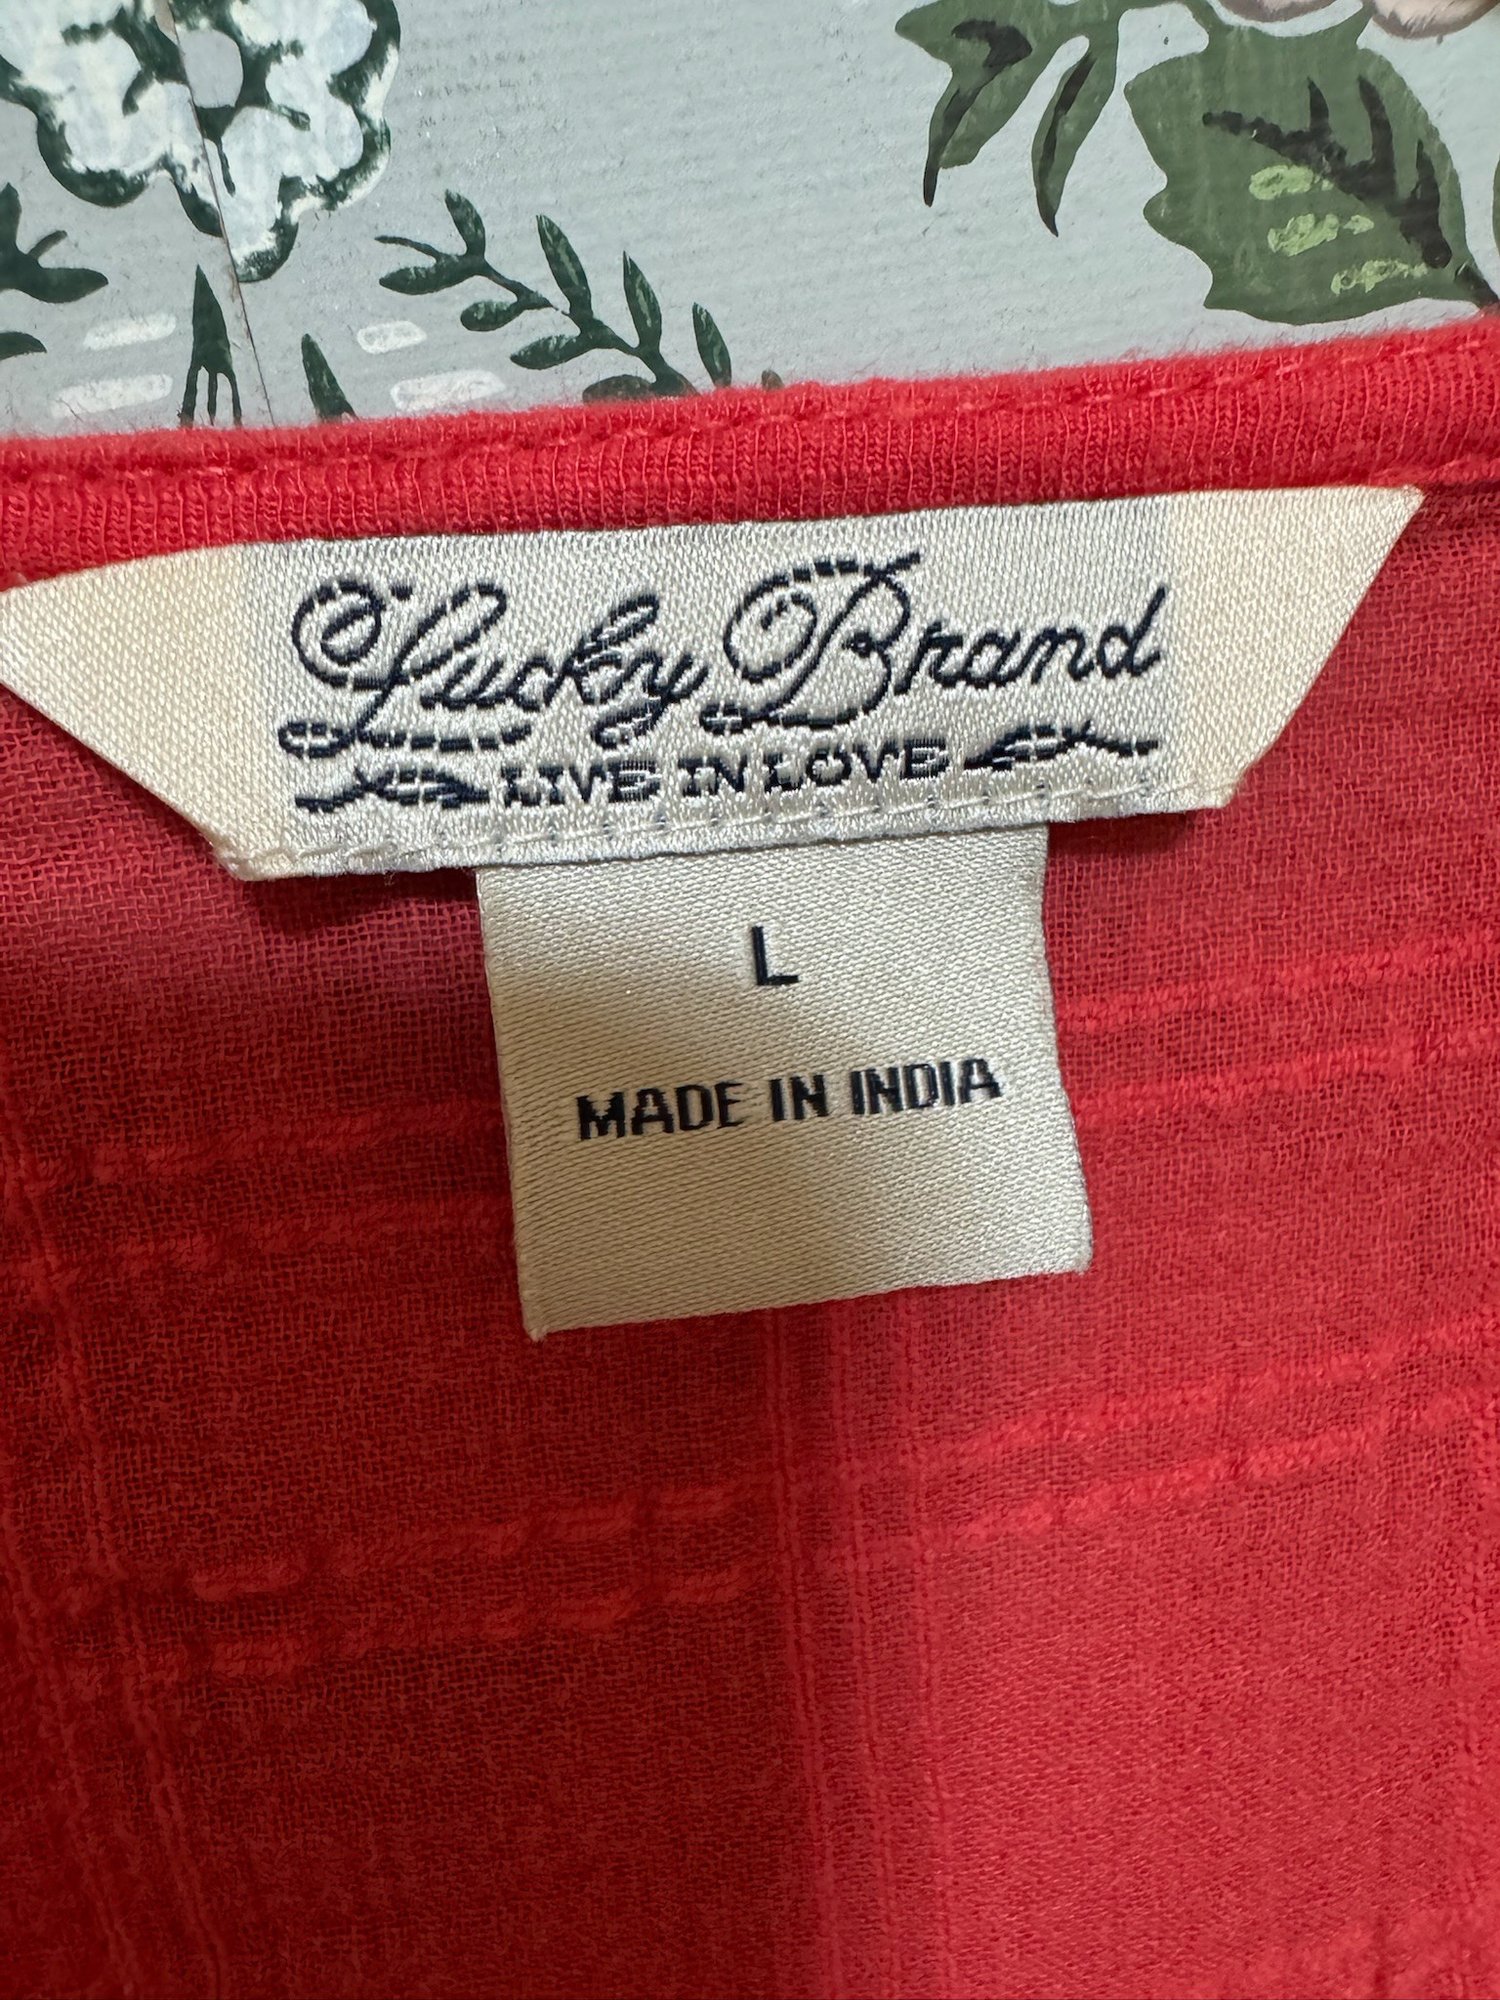 Lucky Brand
LIVE IN LOVE
L
MADE IN INDIA